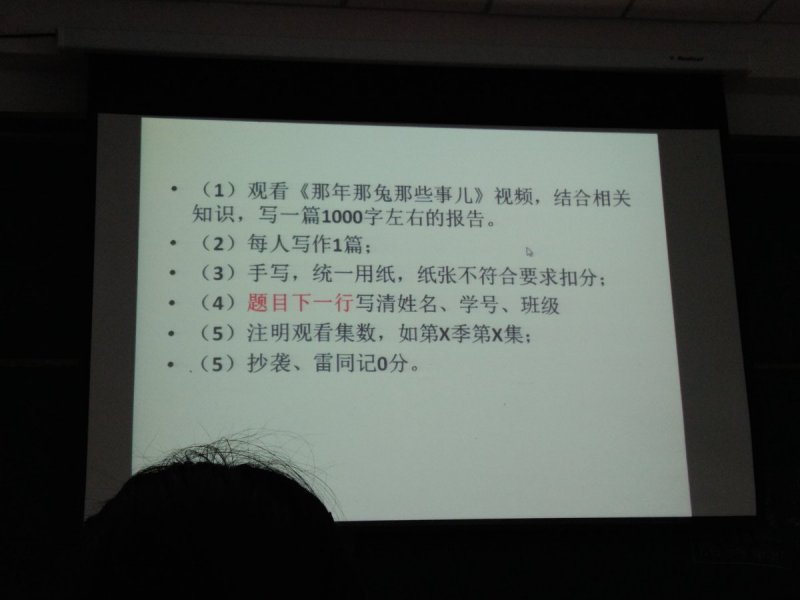 • （1）观看《那年那兔那些事儿》视频，结合相关
知识，写一篇1000字左右的报告。
• （2）每人写作1篇；
• （3）手写，统一用纸，纸张不符合要求扣分；
• （4）题目下一行写清姓名、学号、班级
• （5）注明观看集数，如第X季第X集；
• （5）抄袭、雷同记0分。